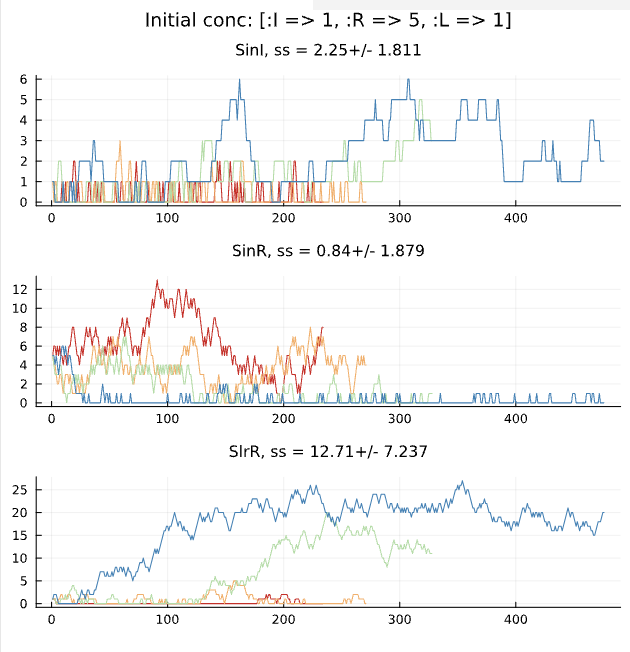 Initial conc: [:I => 1, :R => 5, :L => 1]
SinI, ss = 2.25+/- 1.811
6
5
4
3
2
1
0
0 100 200 300 400
SinR, ss = 0.84+/- 1.879
12
10
8
6
4
2
0
0 100 200 300 400
SlrR, ss = 12.71+/- 7.237
25
20
15
10
5
0
0 100 200 300 400